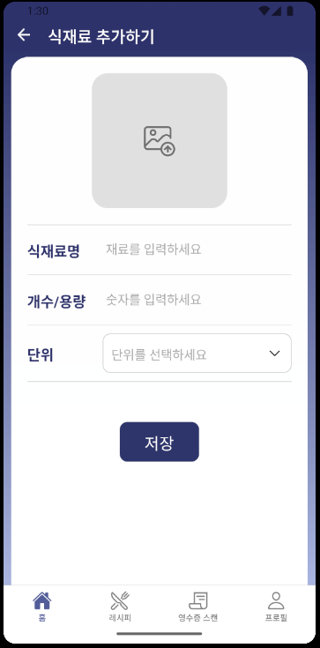 1:30
식재료 추가하기
식재료명 재료를 입력하세요
개수/용량 숫자를 입력하세요
단위 단위를 선택하세요
저장
홈 레시피 영수증 스캔 프로필